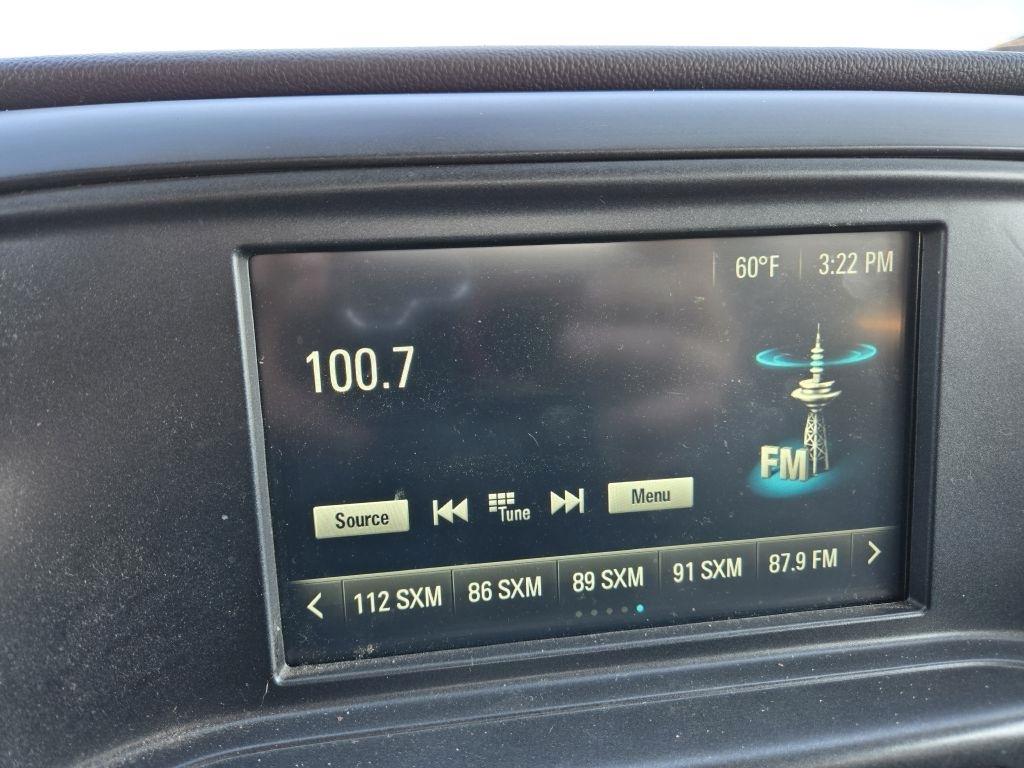 60°F 3:22 PM
100.7
FM
Source Tune Menu
112 SXM 86 SXM 89 SXM 91 SXM 87.9 FM